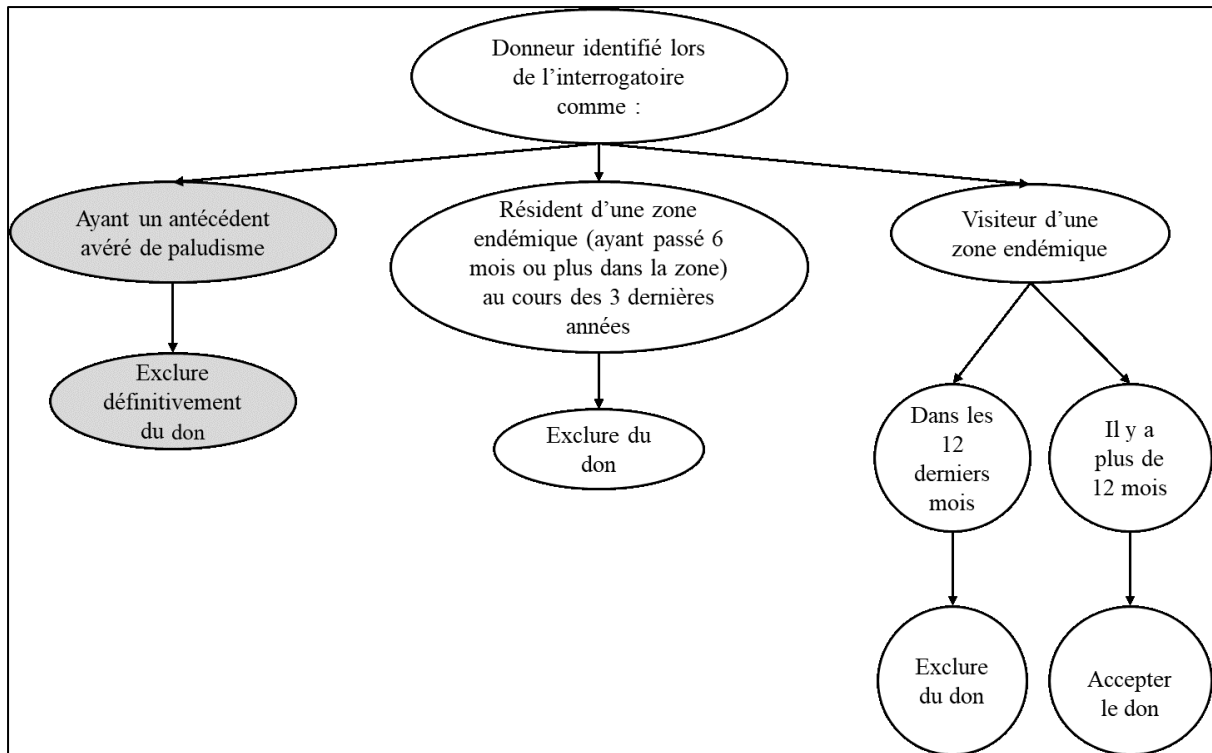 Donneur identifié lors
de l’interrogatoire
comme :
Ayant un antécédent
avéré de paludisme
Résident d’une zone
endémique (ayant passé 6
mois ou plus dans la zone)
au cours des 3 dernières
années
Visiteur d’une
zone endémique
Exclure
définitivement
du don
Exclure du
don
Dans les
12
derniers
mois
Il y a
plus de
12 mois
Exclure
du don
Accepter
le don